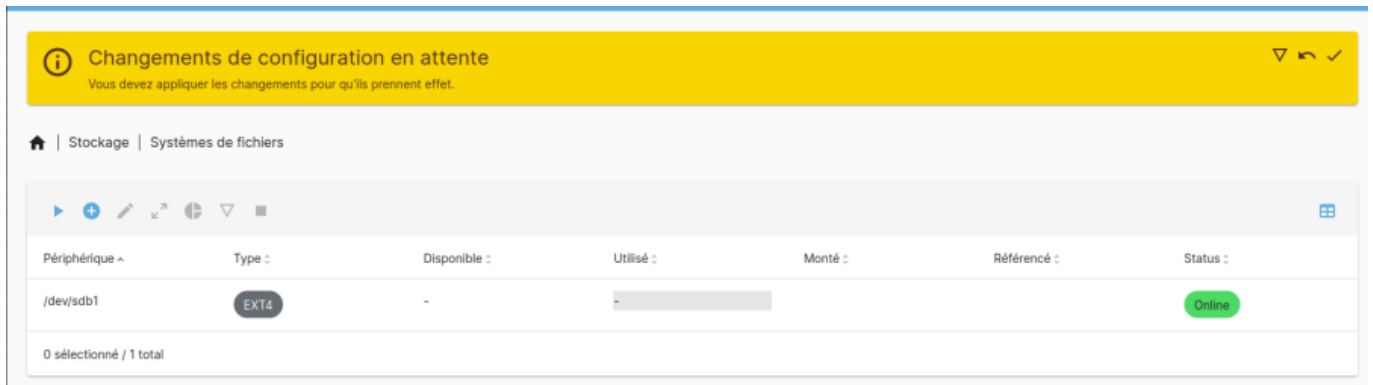 Changements de configuration en attente
Vous devez appliquer les changements pour qu'ils prennent effet.
| Stockage | Systèmes de fichiers
Périphérique Type Disponible Utilisé Monté Référencé Status
/dev/sdb1 EXT4 - - Online
0 sélectionné / 1 total